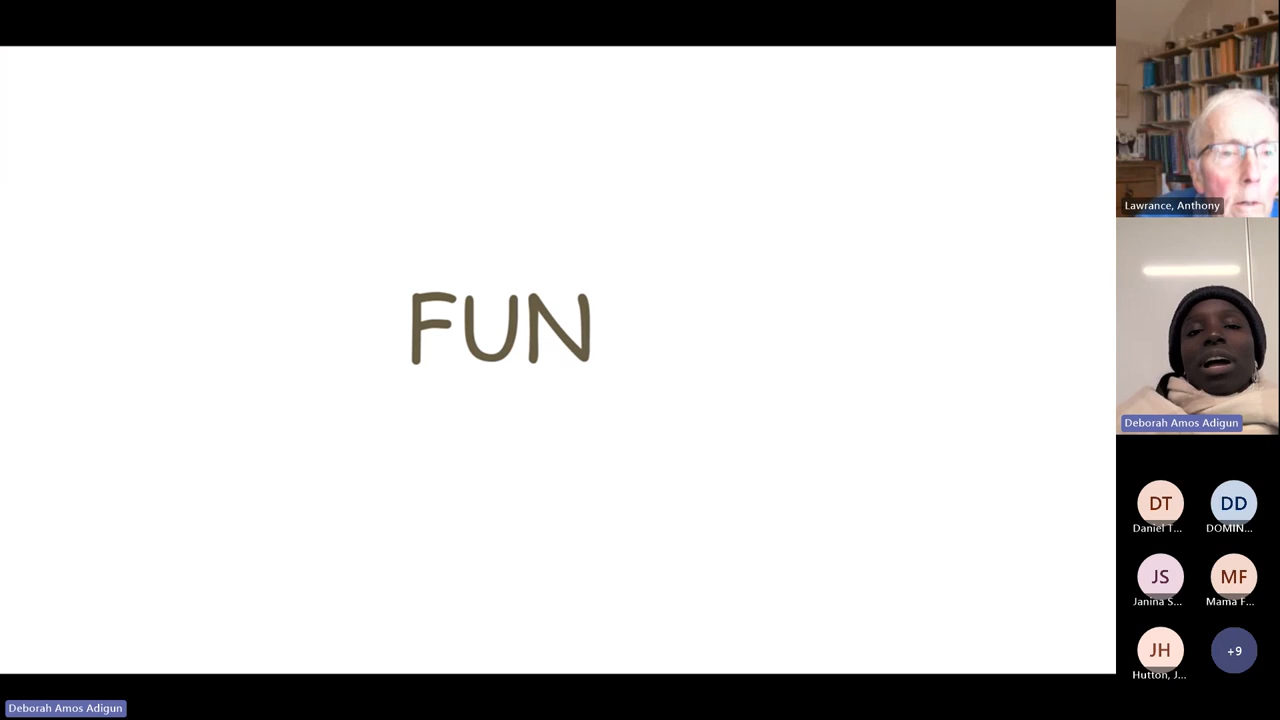 FUN
Lawrance, Anthony
Deborah Amos Adigun
DT
Daniel T...
DD
DOMIN...
JS
Janina S...
MF
Mama F...
JH
Hutton, J...
+9
Deborah Amos Adigun